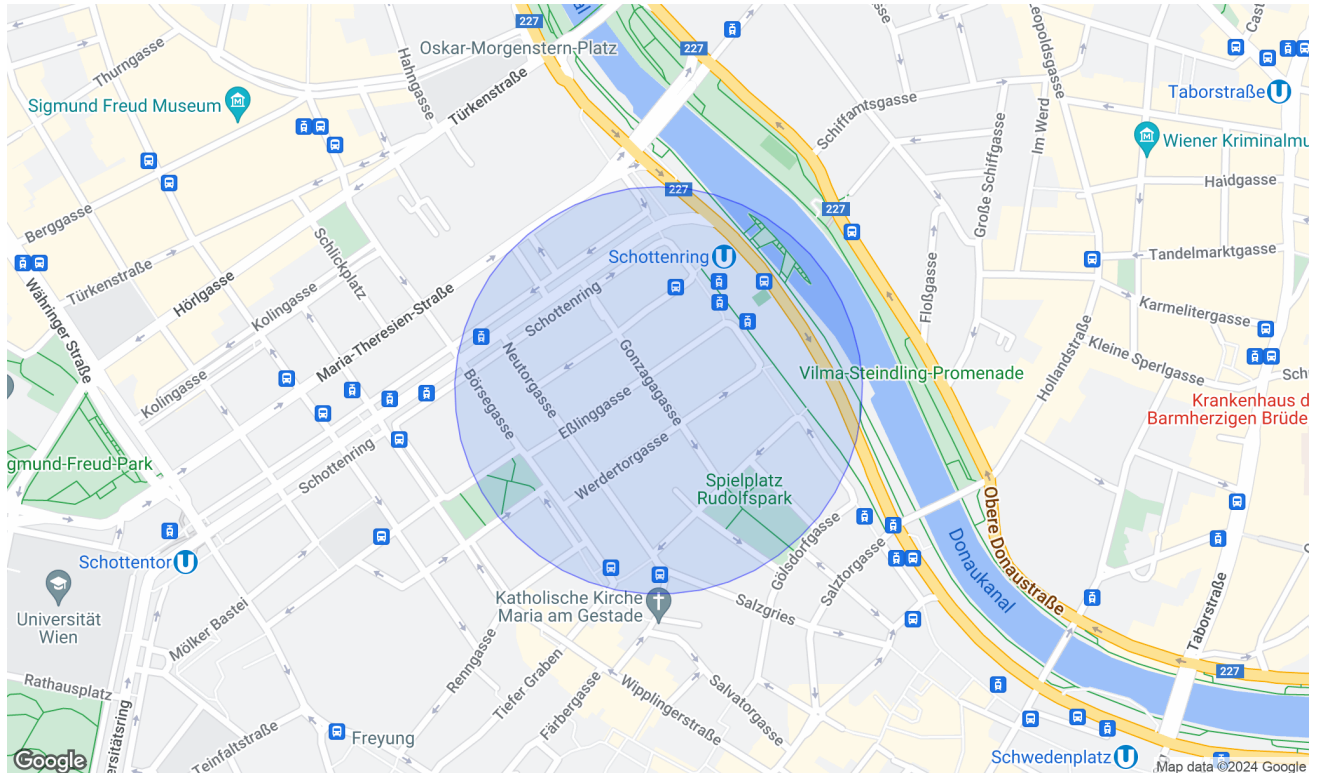 227
Oskar-Morgenstern-Platz
227
Thurngasse
Hahngasse
Leopoldsgasse
Sigmund Freud Museum
Türkenstraße
Taborstraße
U
Schiffamtsgasse
Im Werd
Große Schiffgasse
Wiener Kriminalmu
Haidgasse
227
227
Berggasse
Schlickplatz
Türkenstraße
Hörlgasse
Schottenring
U
Tandelmarktgasse
Währinger Straße
Kolingasse
Maria-Theresien-Straße
Schottenring
Floßgasse
Karmelitergasse
Kleine Sperlgasse
Hollandstraße
Neutorgasse
Gonzagagasse
Börsegasse
Vilma-Steindling-Promenade
Sch
Kolingasse
Eßlinggasse
Krankenhaus d
Barmherzigen Brüde
Werdertorgasse
gmund-Freud-Park
Schottenring
Spielplatz
Rudolfspark
Obere Donaustraße
Donaukanal
Schottentor
U
Gölsdorfgasse
Salztorgasse
Universität
Wien
Katholische Kirche
Maria am Gestade
Salzgries
Mölker Bastei
Taborstraße
Renngasse
Tiefer Graben
227
Rathausplatz
Färbergasse
Wipplingerstraße
Salvatorgasse
ersitätsring
Teinfaltstraße
Freyung
Schwedenplatz
U
Google
Map data ©2024 Google